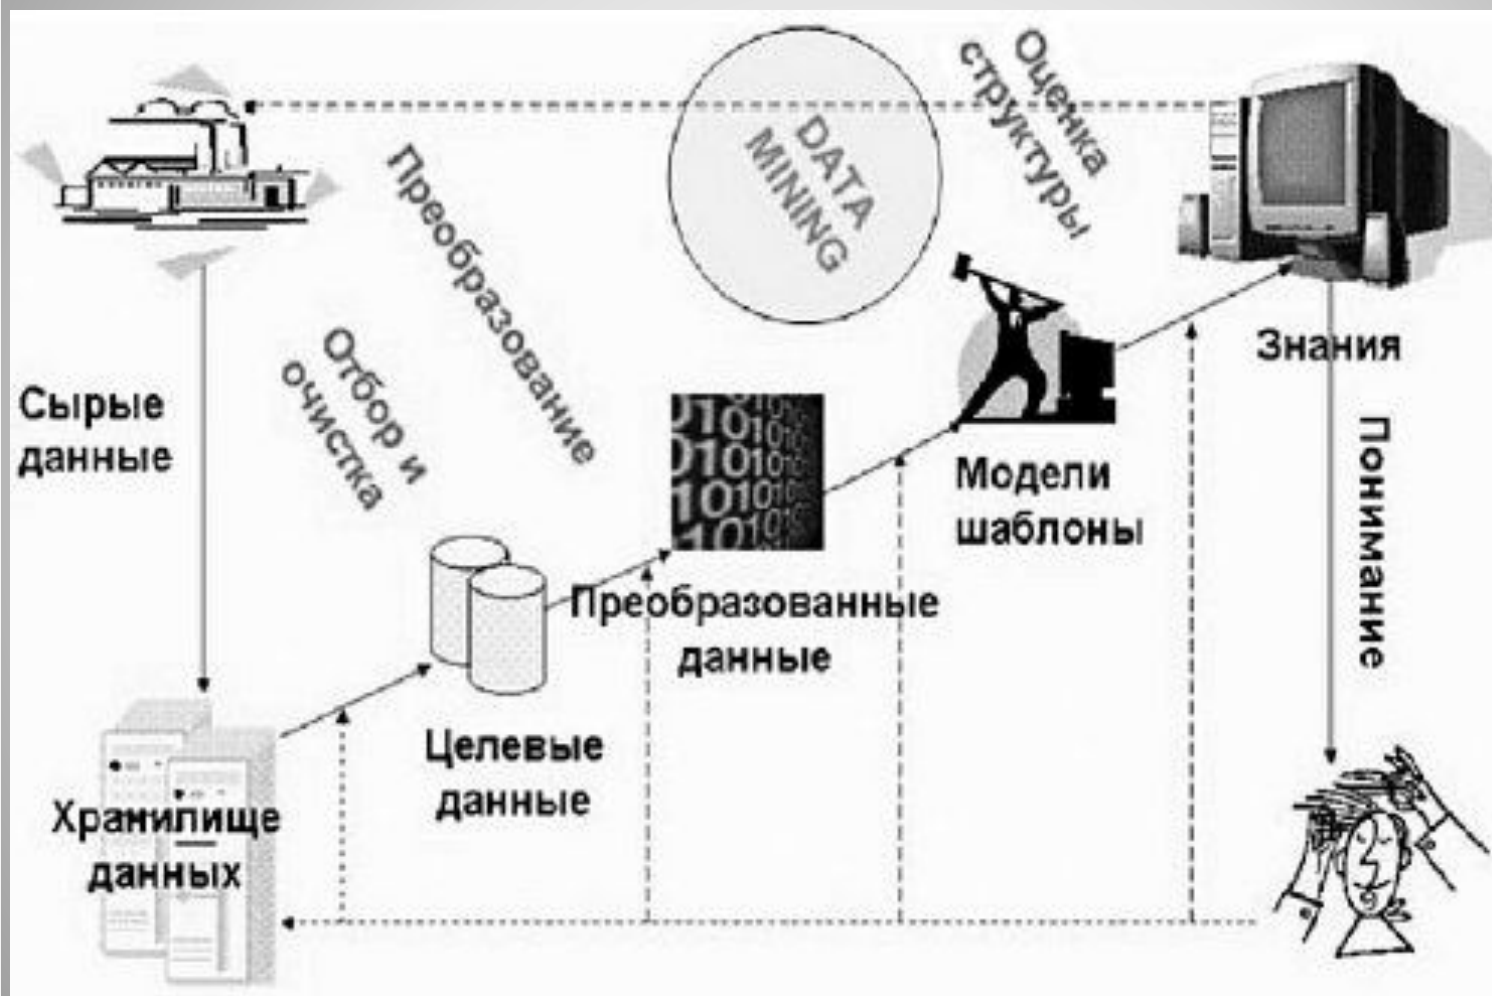 Оценка
структуры
DATA
MINING
Преобразование
Отбор и
очистка
Сырые
данные
Знания
Понимание
Модели
шаблоны
Преобразованные
данные
Целевые
данные
Хранилище
данных